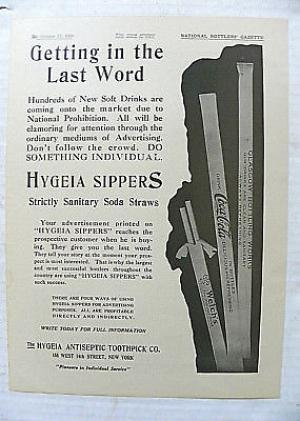 NATIONAL BOTTLERS' GAZETTE
Getting in the
Last Word
Hundreds of New Soft Drinks are
coming onto the market due to
National Prohibition. All will be
clamoring for attention through the
ordinary mediums of Advertising.
Don't follow the crowd. DO
SOMETHING INDIVIDUAL.
HYGEIA SIPPERS
Strictly Sanitary Soda Straws
Your advertisement printed on
"HYGEIA SIPPERS" reaches the
prospective customer when he is buy-
ing. They give you the last word.
They tell your story at the moment your pros-
pect is most interested. That is why the largest
and most successful bottlers throughout the
country are using "HYGEIA SIPPERS" with
such success.
THERE ARE FOUR WAYS OF USING
HYGEIA SIPPERS FOR ADVERTISING
PURPOSES. ALL ARE PROFITABLE
DIRECTLY AND INDIRECTLY.
WRITE TODAY FOR FULL INFORMATION
The HYGEIA ANTISEPTIC TOOTHPICK CO.
WEST 14th STREET, NEW YORK
"Pioneers in Individual Service"
Coca-Cola
GLASGOW BOTTLING WORKS